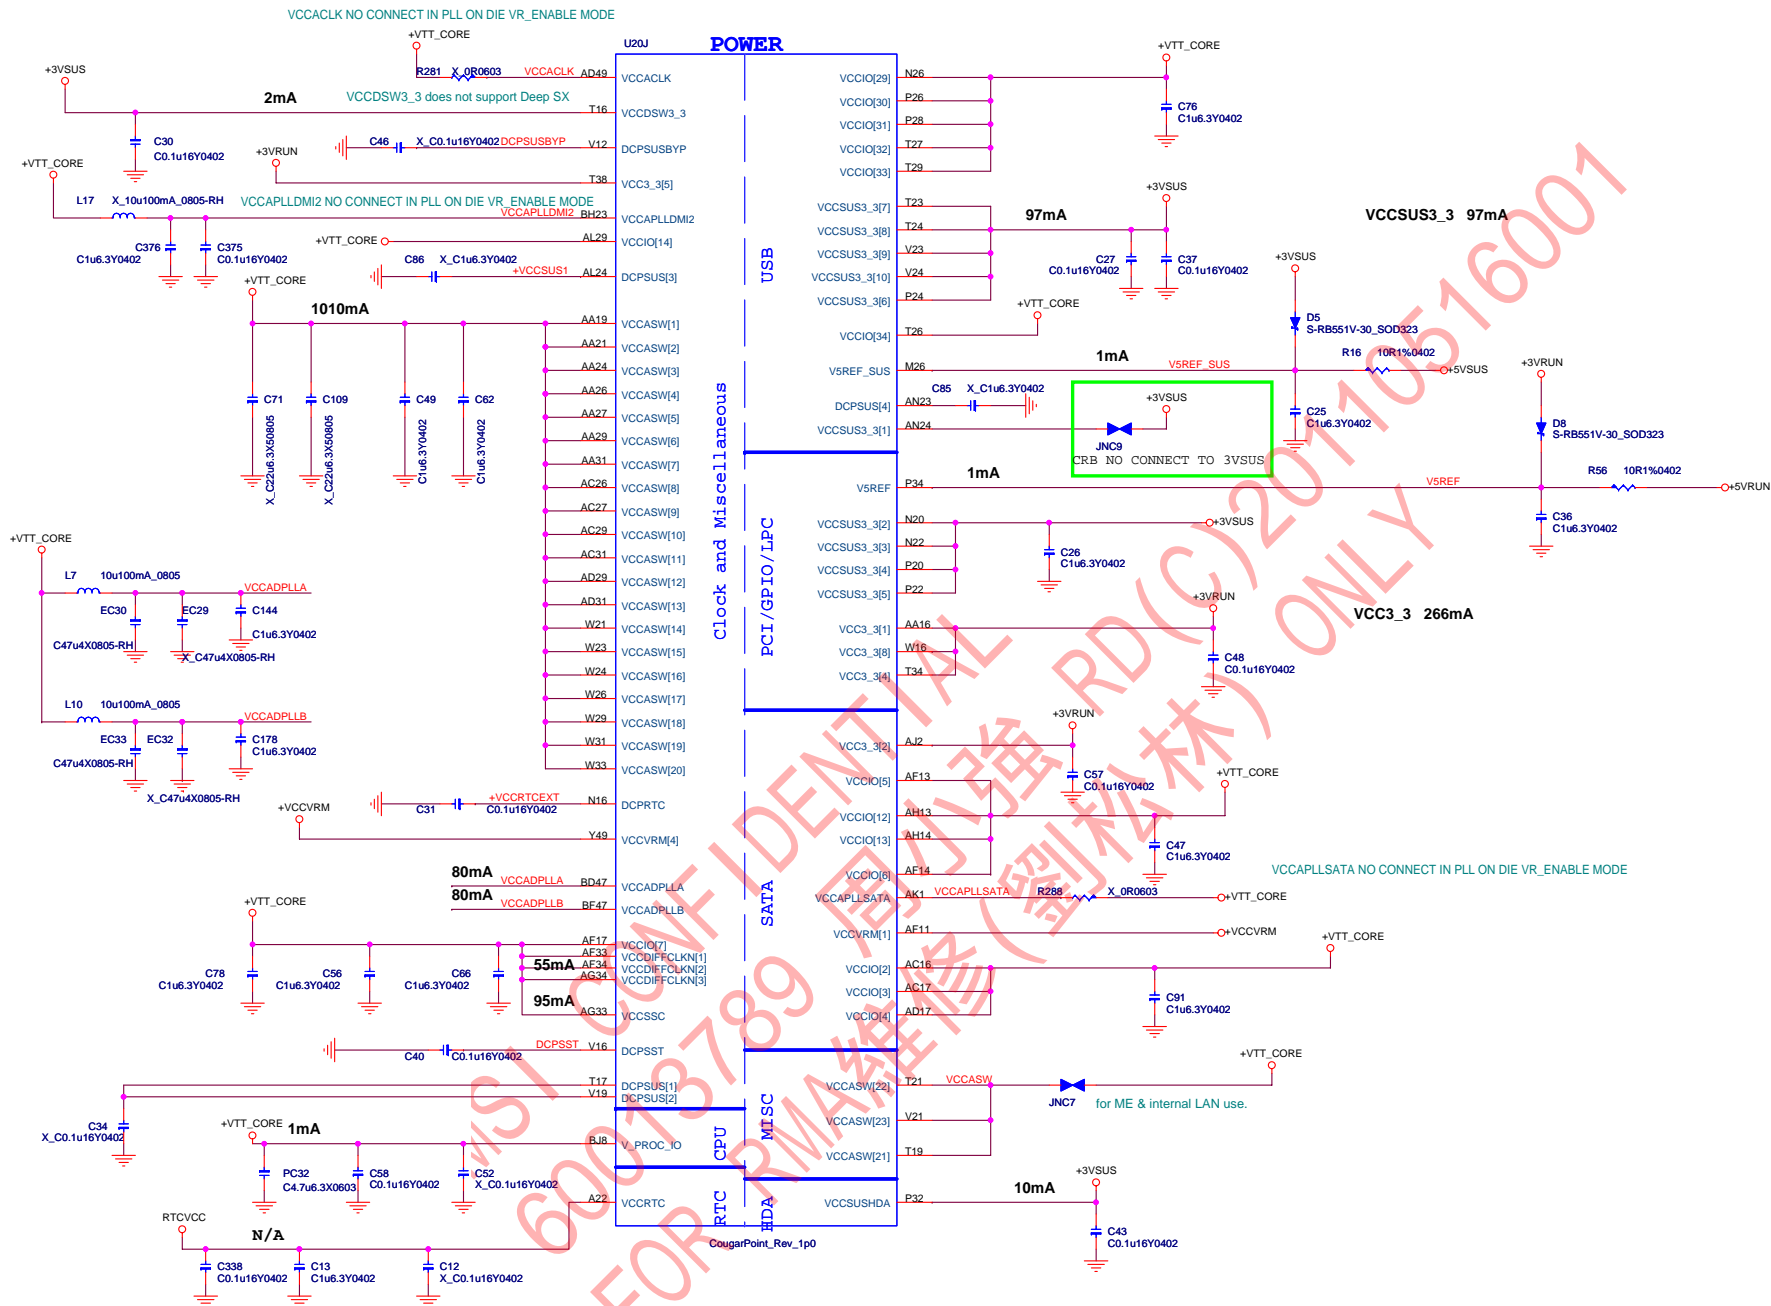 VCCACLK NO CONNECT IN PLL ON DIE VR_ENABLE MODE
+VTT_CORE
U20J
POWER
+3VSUS
R281 X_0R0603 VCCACLK AD49 VCCACLK
2mA
VCCDSW3_3 does not support Deep SX
T16 VCCDSW3_3
C30
C0.1u16Y0402
C46 X_C0.1u16Y0402 DCPSUSBYP V12 DCPSUSBYP
+VTT_CORE
+3VRUN
T38 VCC3_3[5]
L17 X_10u100mA_0805-RH
VCCAPLLDMI2 NO CONNECT IN PLL ON DIE VR_ENABLE MODE
VCCAPLLDMI2 BH23 VCCAPLLDMI2
C376
C1u6.3Y0402
C375
C0.1u16Y0402
+VTT_CORE AL29 VCCIO[14]
C86 X_C1u6.3Y0402
+VCCSUS1 AL24 DCPSUS[3]
+VTT_CORE
1010mA
AA19 VCCASW[1]
AA21 VCCASW[2]
AA24 VCCASW[3]
AA26 VCCASW[4]
AA27 VCCASW[5]
AA29 VCCASW[6]
AA31 VCCASW[7]
AC26 VCCASW[8]
AC27 VCCASW[9]
AC29 VCCASW[10]
AC31 VCCASW[11]
AD29 VCCASW[12]
AD31 VCCASW[13]
W21 VCCASW[14]
W23 VCCASW[15]
W24 VCCASW[16]
W26 VCCASW[17]
W29 VCCASW[18]
W31 VCCASW[19]
W33 VCCASW[20]
C71
X_C22u6.3X50805
C109
X_C22u6.3X50805
C49
C1u6.3Y0402
C62
C1u6.3Y0402
+VTT_CORE
L7 10u100mA_0805
VCCADPLLA
EC30
C47u4X0805-RH
EC29
X_C47u4X0805-RH
C144
C1u6.3Y0402
L10 10u100mA_0805
VCCADPLLB
EC33
C47u4X0805-RH
EC32
X_C47u4X0805-RH
C178
C1u6.3Y0402
C31
+VCCRTCEXT
C0.1u16Y0402
N16 DCPRTC
+VCCVRM
Y49 VCCVRM[4]
80mA
VCCADPLLA BD47 VCCADPLLA
80mA
VCCADPLLB BF47 VCCADPLLB
+VTT_CORE
AF17 VCCIO[7]
AF33 VCCDIFFCLKN[1]
55mA
AF34 VCCDIFFCLKN[2]
AG34 VCCDIFFCLKN[3]
C78
C1u6.3Y0402
C56
C1u6.3Y0402
C66
C1u6.3Y0402
95mA
AG33 VCCSSC
C40
C0.1u16Y0402
DCPSST V16 DCPSST
T17 DCPSUS[1]
V19 DCPSUS[2]
C34
X_C0.1u16Y0402
+VTT_CORE
1mA
BJ8 V_PROC_IO
PC32
C4.7u6.3X0603
C58
C0.1u16Y0402
C52
X_C0.1u16Y0402
A22 VCCRTC
RTCVCC
N/A
C338
C0.1u16Y0402
C13
C1u6.3Y0402
C12
X_C0.1u16Y0402
Clock and Miscellaneous
USB
PCI/GPIO/LPC
SATA
MISC
CPU
RTC
HDA
CougarPoint_Rev_1p0
+VTT_CORE
VCCIO[29] N26
VCCIO[30] P26
VCCIO[31] P28
VCCIO[32] T27
VCCIO[33] T29
C76
C1u6.3Y0402
+3VSUS
VCCSUS3_3[7] T23
97mA
VCCSUS3_3[8] T24
VCCSUS3_3[9] V23
VCCSUS3_3[10] V24
VCCSUS3_3[6] P24
C27
C0.1u16Y0402
C37
C0.1u16Y0402
VCCSUS3_3 97mA
+VTT_CORE
VCCIO[34] T26
+3VSUS
D5
S-RB551V-30_SOD323
1mA
V5REF_SUS M26
V5REF_SUS
R16 10R1%0402
+5VSUS
C25
C1u6.3Y0402
DCPSUS[4] AN23
C85 X_C1u6.3Y0402
VCCSUS3_3[1] AN24
+3VSUS
JNC9
CRB NO CONNECT TO 3VSUS
+3VRUN
D8
S-RB551V-30_SOD323
1mA
V5REF P34
V5REF
R56 10R1%0402
+5VRUN
C36
C1u6.3Y0402
VCCSUS3_3[2] N20
+3VSUS
VCCSUS3_3[3] N22
VCCSUS3_3[4] P20
VCCSUS3_3[5] P22
C26
C1u6.3Y0402
+3VRUN
VCC3_3 266mA
VCC3_3[1] AA16
VCC3_3[8] W16
VCC3_3[4] T34
C48
C0.1u16Y0402
+3VRUN
VCC3_3[2] AJ2
C57
C0.1u16Y0402
+VTT_CORE
VCCIO[5] AF13
VCCIO[12] AH13
VCCIO[13] AH14
VCCIO[6] AF14
C47
C1u6.3Y0402
VCCAPLLSATA NO CONNECT IN PLL ON DIE VR_ENABLE MODE
VCCAPLLSATA AK1 VCCAPLLSATA R288 X_0R0603 +VTT_CORE
VCCVRM[1] AF11 +VCCVRM
+VTT_CORE
VCCIO[2] AC16
VCCIO[3] AC17
VCCIO[4] AD17
C91
C1u6.3Y0402
+VTT_CORE
VCCASW[22] T21 VCCASW
JNC7
for ME & internal LAN use.
VCCASW[23] V21
VCCASW[21] T19
+3VSUS
10mA
VCCSUSHDA P32
C43
C0.1u16Y0402
MSI CONFIDENTIAL
60013789 周小強 RD(C)20110516001
FOR RMA維修(劉松林) ONLY